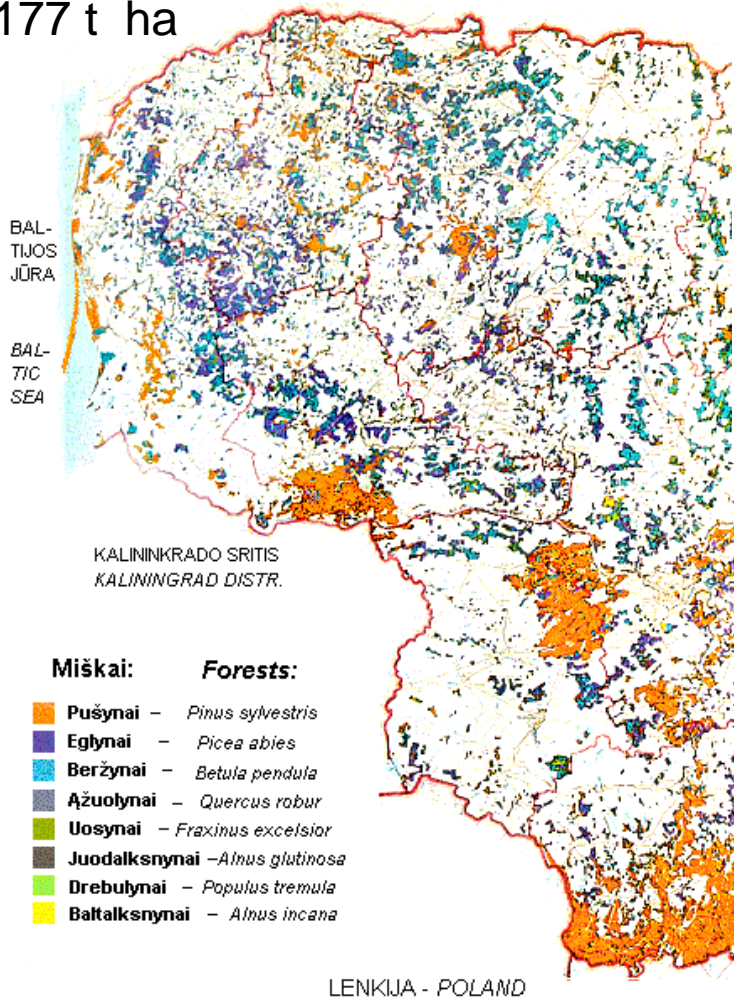 177 t ha
BAL-
TIJOS
JŪRA
BAL-
TIC
SEA
KALININKRADO SRITIS
KALININGRAD DISTR.
Miškai: Forests:
Pušynai – Pinus sylvestris
Eglynai – Picea abies
Beržynai – Betula pendula
Ąžuolynai – Quercus robur
Uosynai – Fraxinus excelsior
Juodalksnynai – Alnus glutinosa
Drebulynai – Populus tremula
Baltalksnynai – Alnus incana
LENKIJA - POLAND